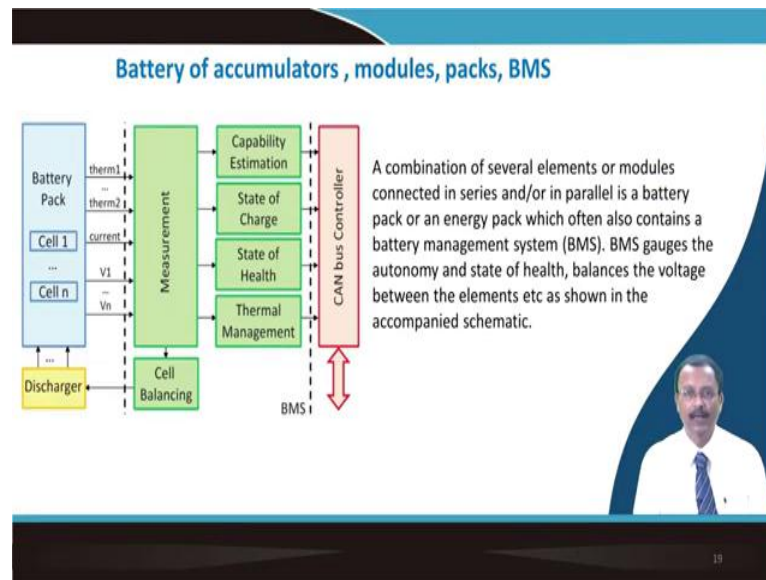 Battery of accumulators , modules, packs, BMS
Battery
Pack
Cell 1
...
Cell n
therm1
...
therm2
current
V1
...
Vn
Measurement
Capability
Estimation
State of
Charge
State of
Health
Thermal
Management
CAN bus Controller
...
Discharger
Cell
Balancing
BMS
A combination of several elements or modules
connected in series and/or in parallel is a battery
pack or an energy pack which often also contains a
battery management system (BMS). BMS gauges the
autonomy and state of health, balances the voltage
between the elements etc as shown in the
accompanied schematic.
19